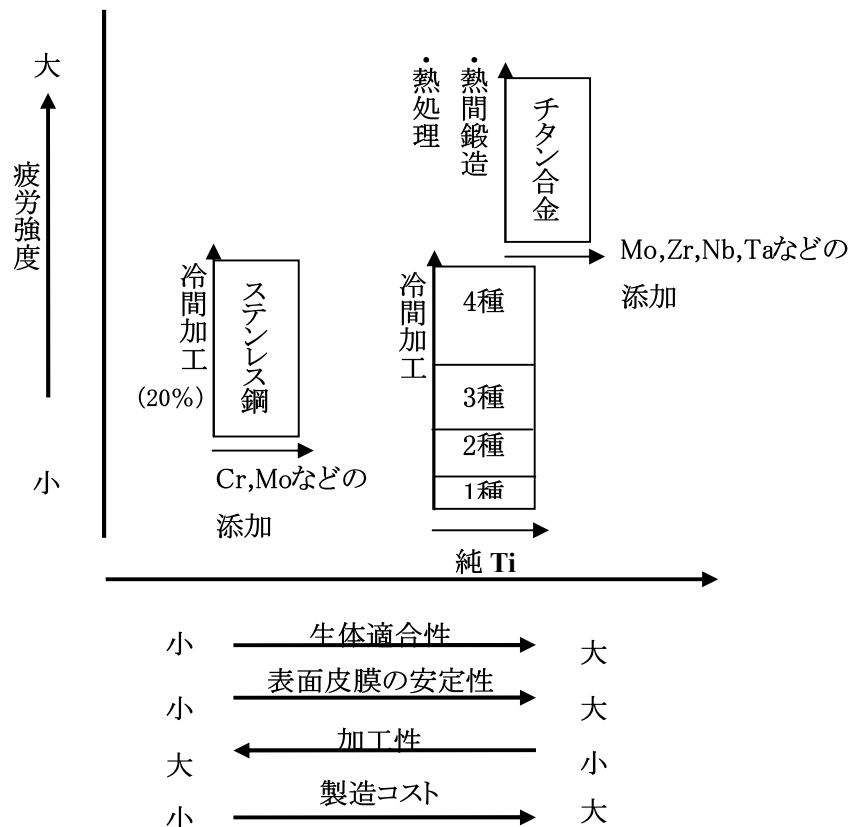 大
疲労強度
小
冷間加工
(20%)
ステンレス鋼
Cr,Moなどの
添加
・熱処理
・熱間鍛造
チタン合金
Mo,Zr,Nb,Taなどの
添加
冷間加工
4種
3種
2種
1種
純 Ti
小 生体適合性 大
小 表面皮膜の安定性 大
大 加工性 小
小 製造コスト 大